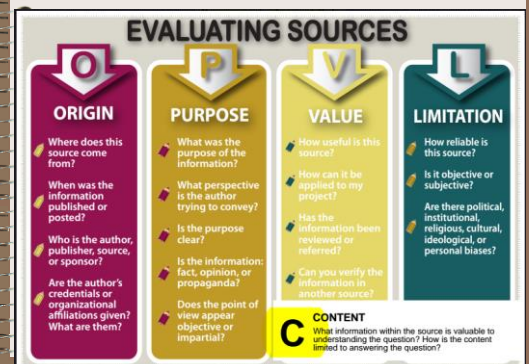 EVALUATING SOURCES
O
ORIGIN
Where does this
source come
from?
When was the
information
published or
posted?
Who is the author,
publisher, source,
or sponsor?
Are the author's
credentials or
organizational
affiliations given?
What are them?
P
PURPOSE
What was the
purpose of the
information?
What perspective
is the author
trying to convey?
Is the purpose
clear?
Is the information:
fact, opinion, or
propaganda?
Does the point of
view appear
objective or
impartial?
V
VALUE
How useful is this
source?
How can it be
applied to my
project?
Has the
information been
reviewed or
referred?
Can you verify the
information in
another source?
L
LIMITATION
How reliable is
this source?
Is it objective or
subjective?
Are there political,
institutional,
religious, cultural,
ideological, or
personal biases?
C
CONTENT
What information within the source is valuable to
understanding the question? How is the content
limited to answering the question?